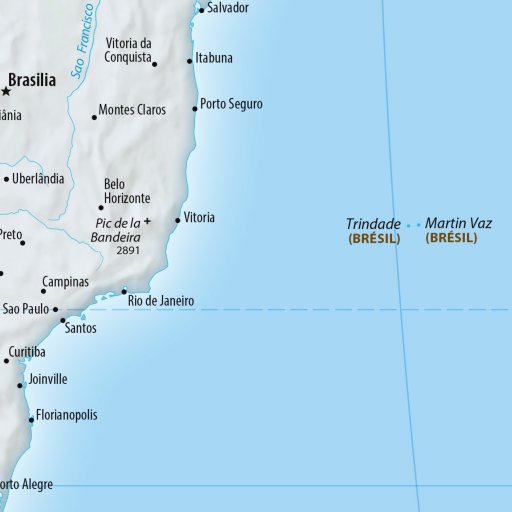 Salvador
Sao Francisco
Vitoria da
Conquista
Itabuna
Brasilia
Porto Seguro
Montes Claros
iânia
Uberlândia
Belo
Horizonte
Pic de la
Bandeira
2891
Vitoria
Trindade
(BRÉSIL)
Martin Vaz
(BRÉSIL)
Preto
Campinas
Rio de Janeiro
Sao Paulo
Santos
Curitiba
Joinville
Florianopolis
orto Alegre